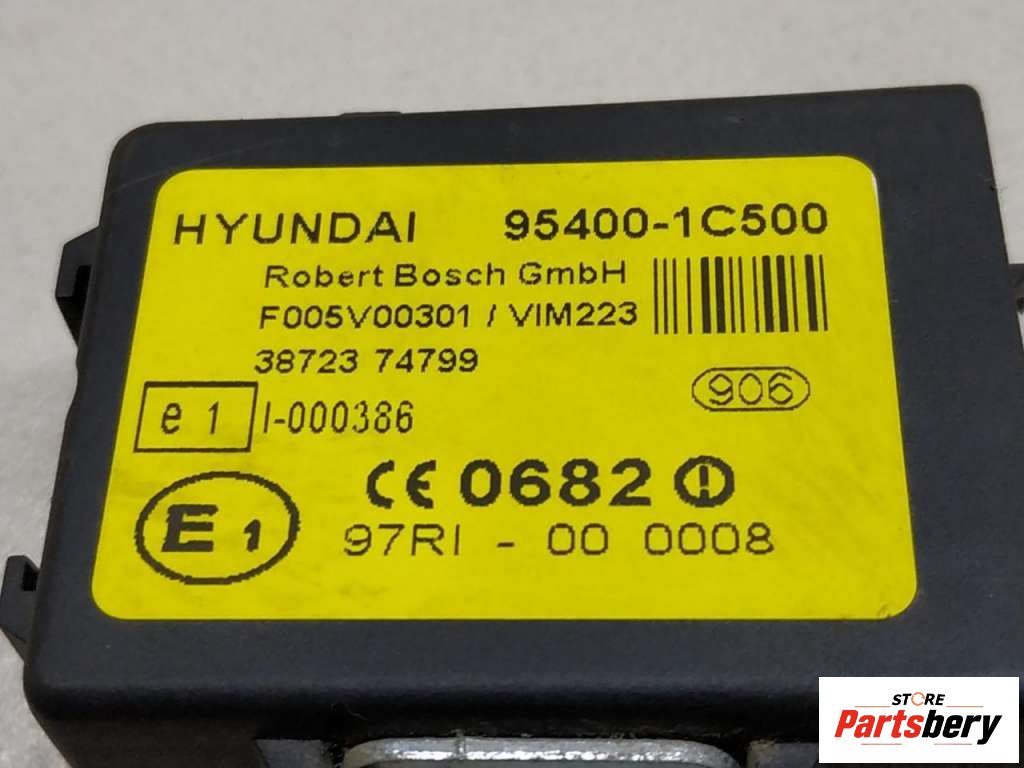 HYUNDAI 95400-1C500
Robert Bosch GmbH
F005V00301 / VIM223
38723 74799
906
e 1 I-000386
CE 0682
E 1
97RI - 00 0008
STORE
Partsbery